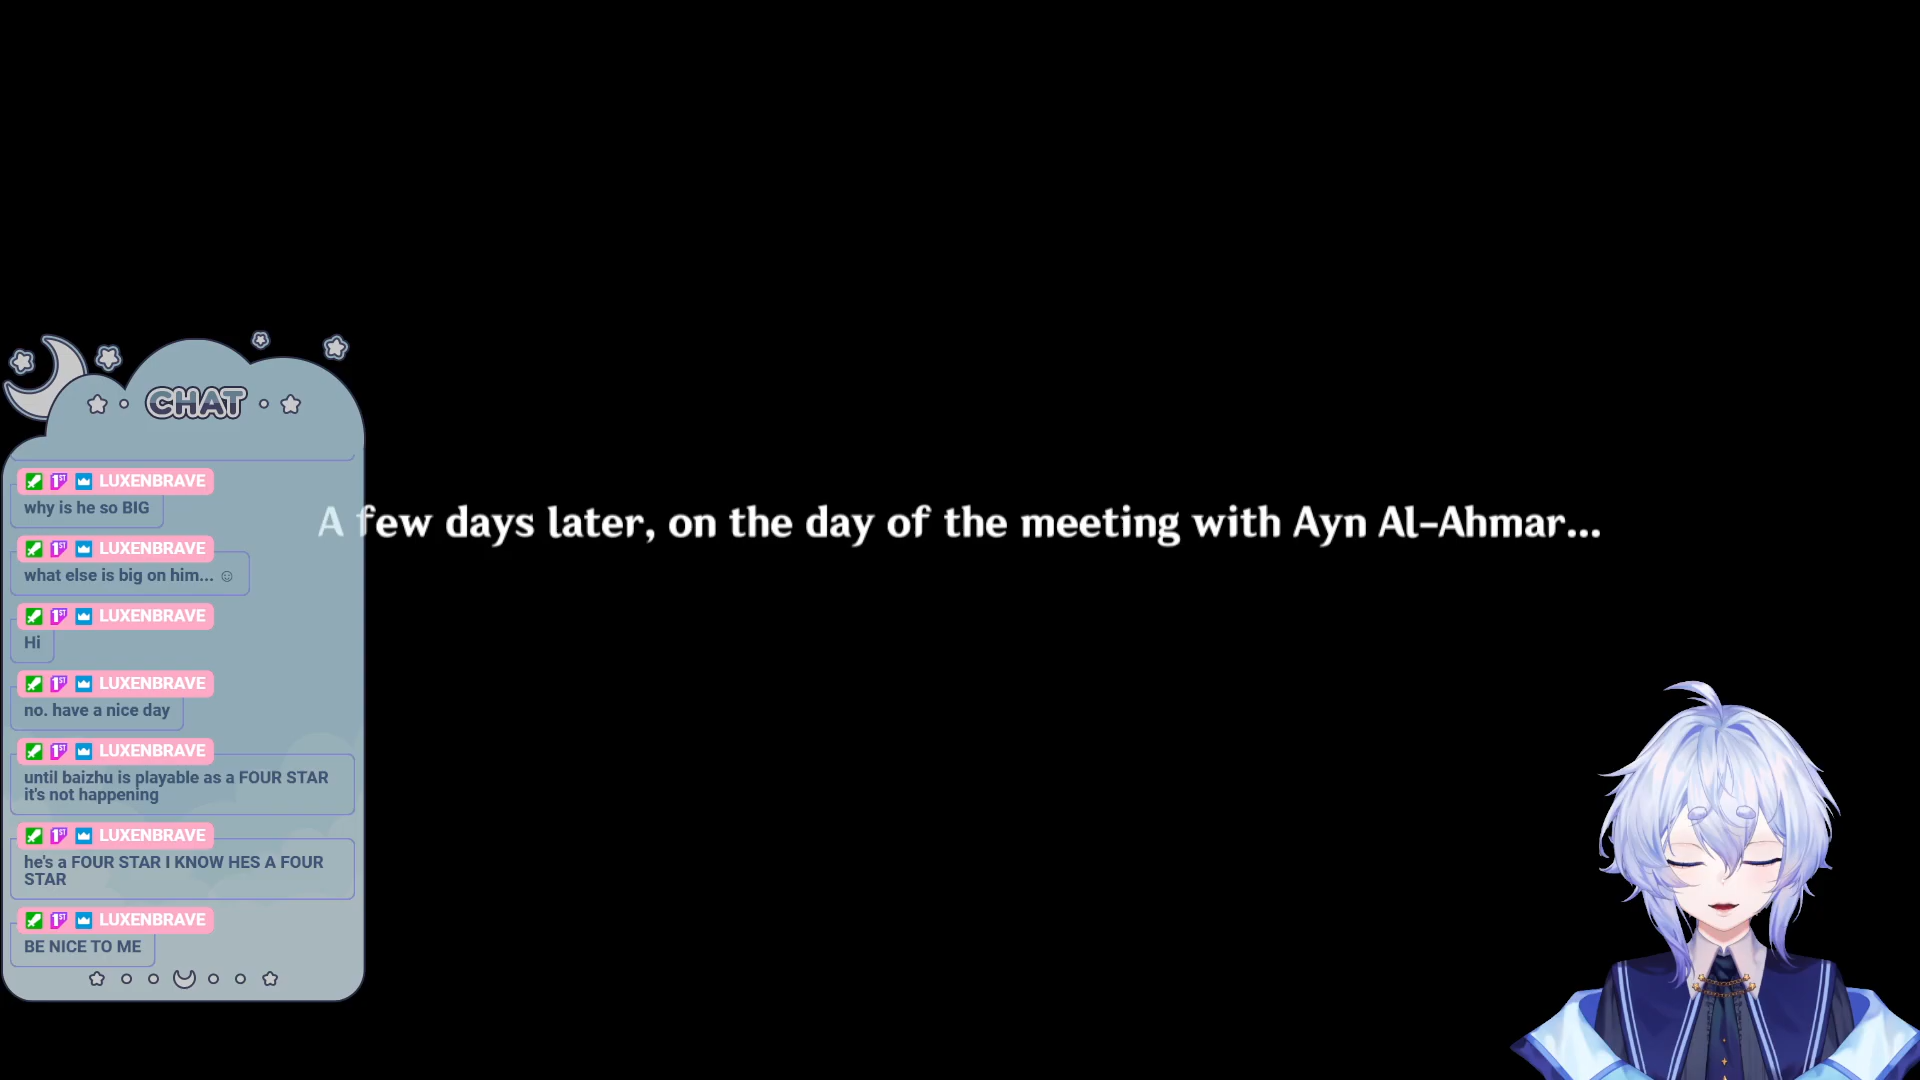 CHAT
LUXENBRAVE
why is he so BIG
A few days later, on the day of the meeting with Ayn Al-Ahmar...
LUXENBRAVE
what else is big on him... ☺
LUXENBRAVE
Hi
LUXENBRAVE
no. have a nice day
LUXENBRAVE
until baizhu is playable as a FOUR STAR
it's not happening
LUXENBRAVE
he's a FOUR STAR I KNOW HES A FOUR
STAR
LUXENBRAVE
BE NICE TO ME